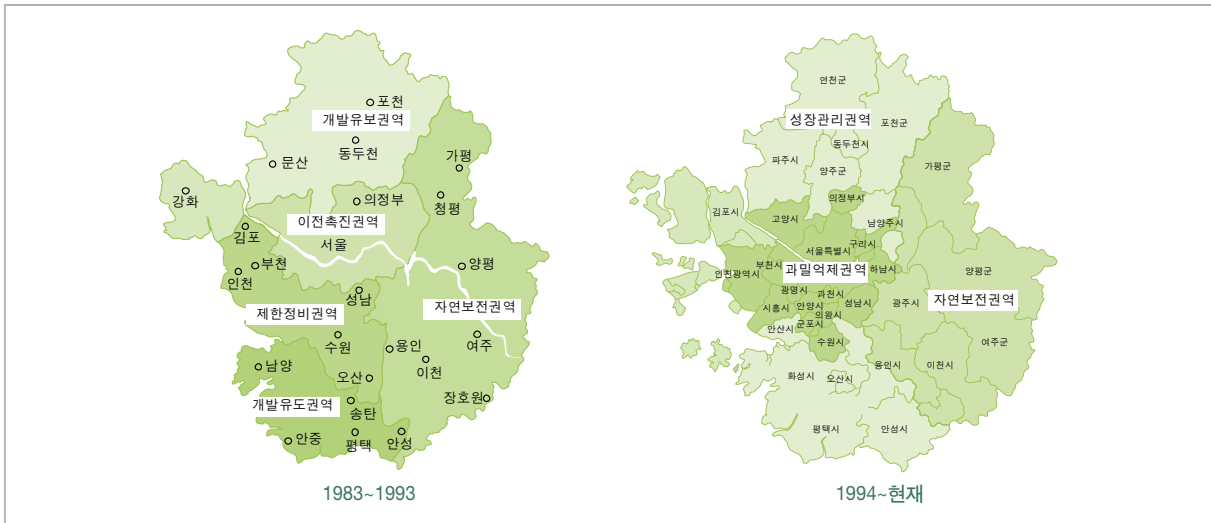 포천
개발유보권역
동두천
문산
가평
강화
의정부
청평
이전촉진권역
김포
서울
부천
양평
인천
성남
자연보전권역
제한정비권역
수원
용인
여주
남양
이천
오산
장호원
개발유도권역
송탄
안중
평택
안성
1983~1993
연천군
성장관리권역
포천군
동두천시
파주시
양주군
가평군
의정부시
김포시
고양시
남양주시
서울특별시
구리시
인천광역시
부천시
과밀억제권역
하남시
양평군
광명시
과천시
시흥시
안양시
성남시
광주시
자연보전권역
의왕시
안산시
군포시
수원시
여주군
용인시
이천시
화성시
오산시
평택시
안성시
1994~현재